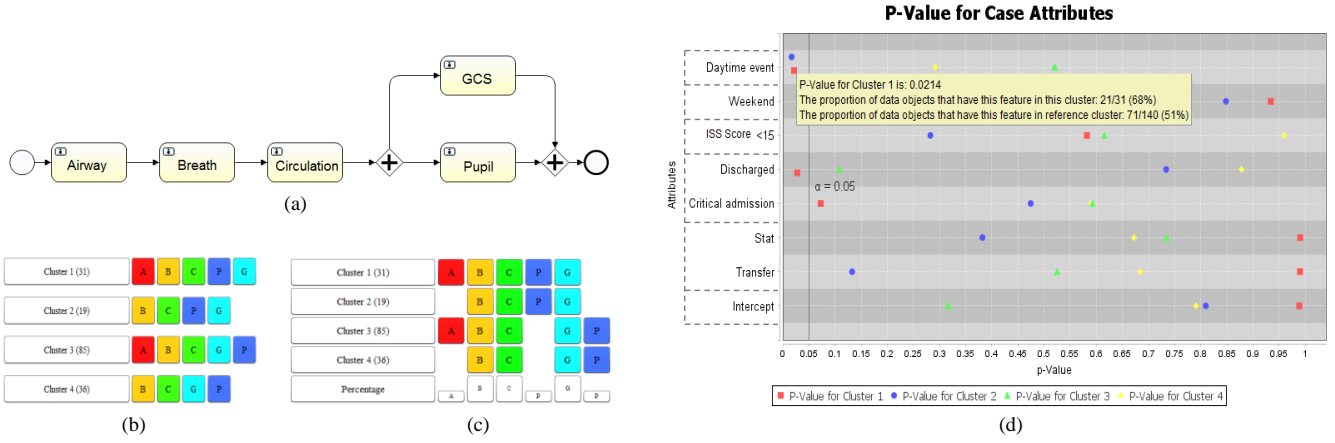 GCS
Airway
Breath
Circulation
Pupil
(a)
Cluster 1 (31) A B C P G
Cluster 2 (19) B C P G
Cluster 3 (85) A B C G P
Cluster 4 (36) B C G P
(b)
Cluster 1 (31) A B C P G
Cluster 2 (19) B C P G
Cluster 3 (85) A B C G P
Cluster 4 (36) B C G P
Percentage A B C P G P
(c)
P-Value for Case Attributes
Attributes
Daytime event
Weekend
ISS Score <15
Discharged
Critical admission
Stat
Transfer
Intercept
P-Value for Cluster 1 is: 0.0214
The proportion of data objects that have this feature in this cluster: 21/31 (68%)
The proportion of data objects that have this feature in reference cluster: 71/140 (51%)
α = 0.05
0 0.05 0.1 0.15 0.2 0.25 0.3 0.35 0.4 0.45 0.5 0.55 0.6 0.65 0.7 0.75 0.8 0.85 0.9 0.95 1
p-Value
P-Value for Cluster 1 P-Value for Cluster 2 P-Value for Cluster 3 P-Value for Cluster 4
(d)